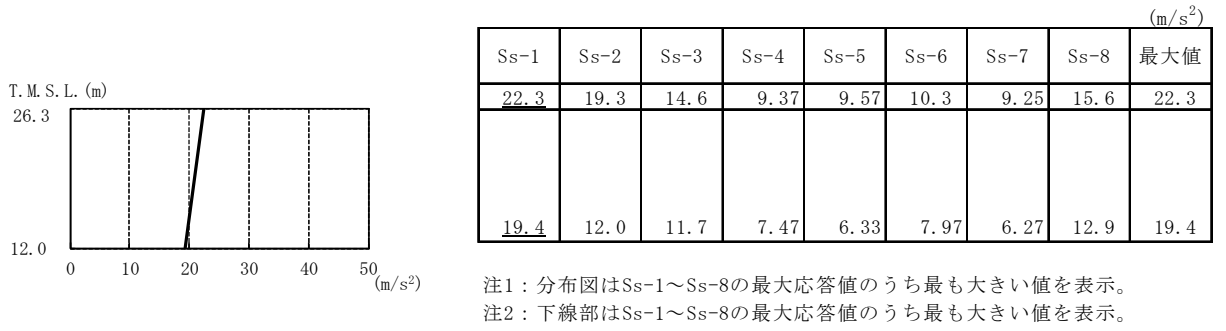 (m/s²)
Ss-1 Ss-2 Ss-3 Ss-4 Ss-5 Ss-6 Ss-7 Ss-8 最大値
22.3 19.3 14.6 9.37 9.57 10.3 9.25 15.6 22.3
19.4 12.0 11.7 7.47 6.33 7.97 6.27 12.9 19.4
T.M.S.L.(m)
26.3
12.0
0 10 20 30 40 50
(m/s²)
注1：分布図はSs-1～Ss-8の最大応答値のうち最も大きい値を表示。
注2：下線部はSs-1～Ss-8の最大応答値のうち最も大きい値を表示。